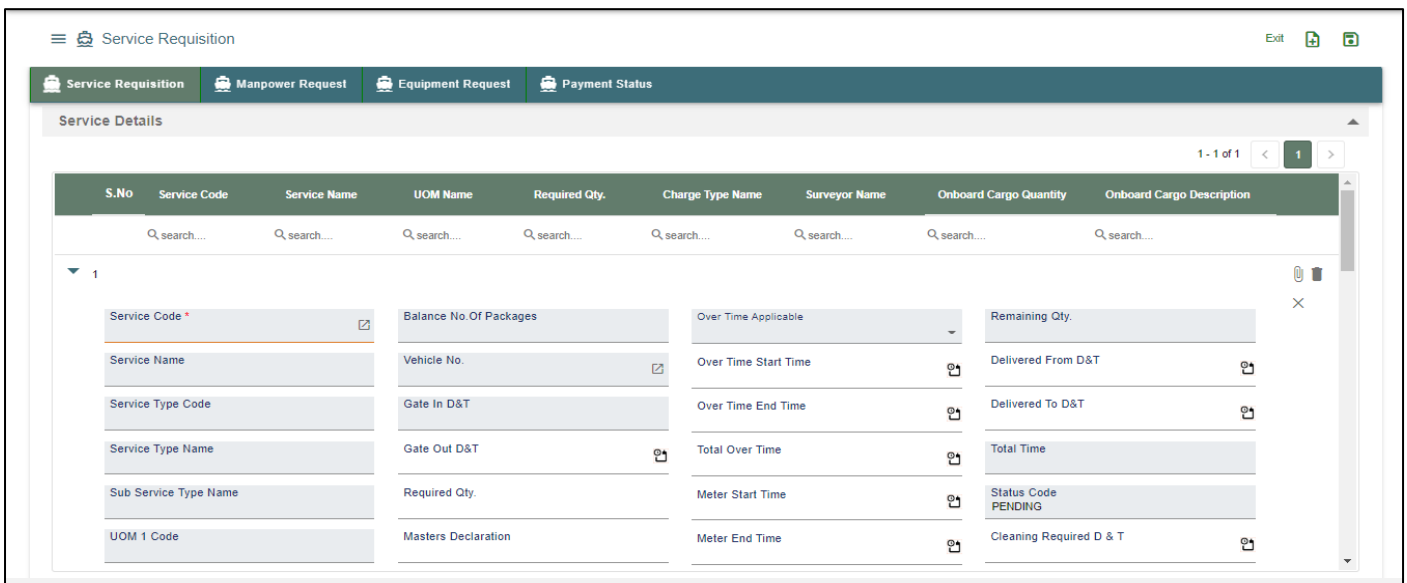 Service Requisition Exit
Service Requisition Manpower Request Equipment Request Payment Status
Service Details
1 - 1 of 1 < 1 >
S.No Service Code Service Name UOM Name Required Qty. Charge Type Name Surveyor Name Onboard Cargo Quantity Onboard Cargo Description
search.... search.... search.... search.... search.... search.... search.... search....
1
Service Code * Balance No.Of Packages Over Time Applicable Remaining Qty.
Service Name Vehicle No. Over Time Start Time Delivered From D&T
Service Type Code Gate In D&T Over Time End Time Delivered To D&T
Service Type Name Gate Out D&T Total Over Time Total Time
Sub Service Type Name Required Qty. Meter Start Time Status Code
PENDING
UOM 1 Code Masters Declaration Meter End Time Cleaning Required D & T